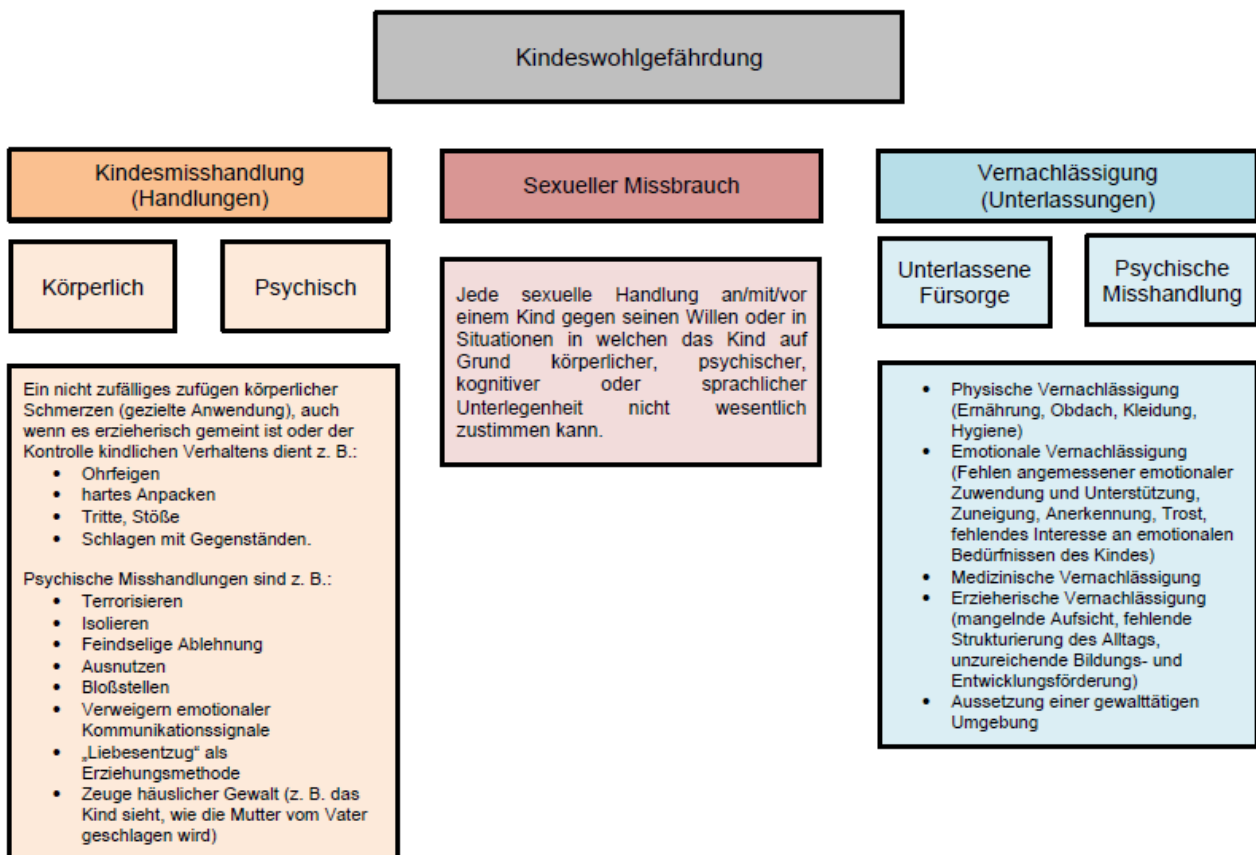 Kindeswohlgefährdung
Kindesmisshandlung
(Handlungen)
Körperlich
Psychisch
Ein nicht zufälliges zufügen körperlicher
Schmerzen (gezielte Anwendung), auch
wenn es erzieherisch gemeint ist oder der
Kontrolle kindlichen Verhaltens dient z. B.:
• Ohrfeigen
• hartes Anpacken
• Tritte, Stöße
• Schlagen mit Gegenständen.
Psychische Misshandlungen sind z. B.:
• Terrorisieren
• Isolieren
• Feindselige Ablehnung
• Ausnutzen
• Bloßstellen
• Verweigern emotionaler
Kommunikationssignale
• „Liebesentzug“ als
Erziehungsmethode
• Zeuge häuslicher Gewalt (z. B. das
Kind sieht, wie die Mutter vom Vater
geschlagen wird)
Sexueller Missbrauch
Jede sexuelle Handlung an/mit/vor
einem Kind gegen seinen Willen oder in
Situationen in welchen das Kind auf
Grund körperlicher, psychischer,
kognitiver oder sprachlicher
Unterlegenheit nicht wesentlich
zustimmen kann.
Vernachlässigung
(Unterlassungen)
Unterlassene
Fürsorge
Psychische
Misshandlung
• Physische Vernachlässigung
(Ernährung, Obdach, Kleidung,
Hygiene)
• Emotionale Vernachlässigung
(Fehlen angemessener emotionaler
Zuwendung und Unterstützung,
Zuneigung, Anerkennung, Trost,
fehlendes Interesse an emotionalen
Bedürfnissen des Kindes)
• Medizinische Vernachlässigung
• Erzieherische Vernachlässigung
(mangelnde Aufsicht, fehlende
Strukturierung des Alltags,
unzureichende Bildungs- und
Entwicklungsförderung)
• Aussetzung einer gewalttätigen
Umgebung